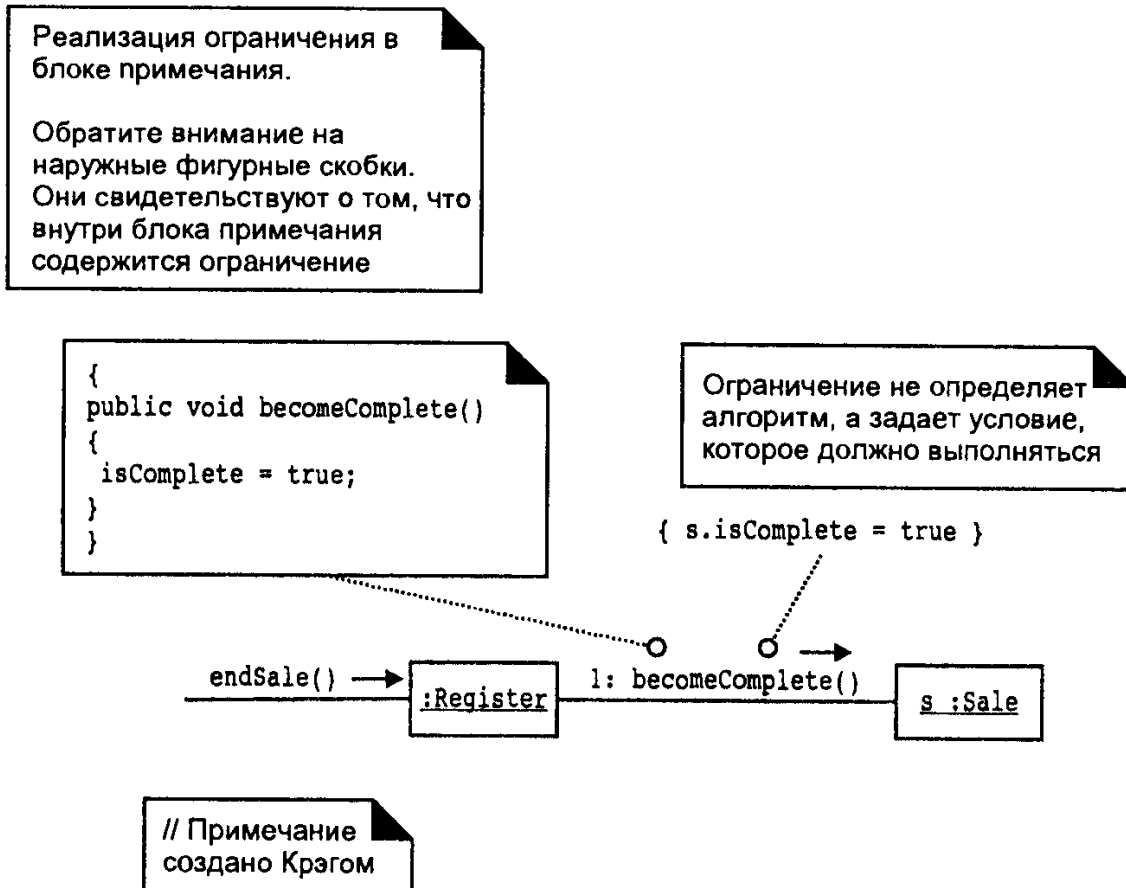 Реализация ограничения в
блоке примечания.
Обратите внимание на
наружные фигурные скобки.
Они свидетельствуют о том, что
внутри блока примечания
содержится ограничение
{
public void becomeComplete()
{
isComplete = true;
}
}
Ограничение не определяет
алгоритм, а задает условие,
которое должно выполняться
{ s.isComplete = true }
endSale()
:Register
1: becomeComplete()
s :Sale
// Примечание
создано Крэгом